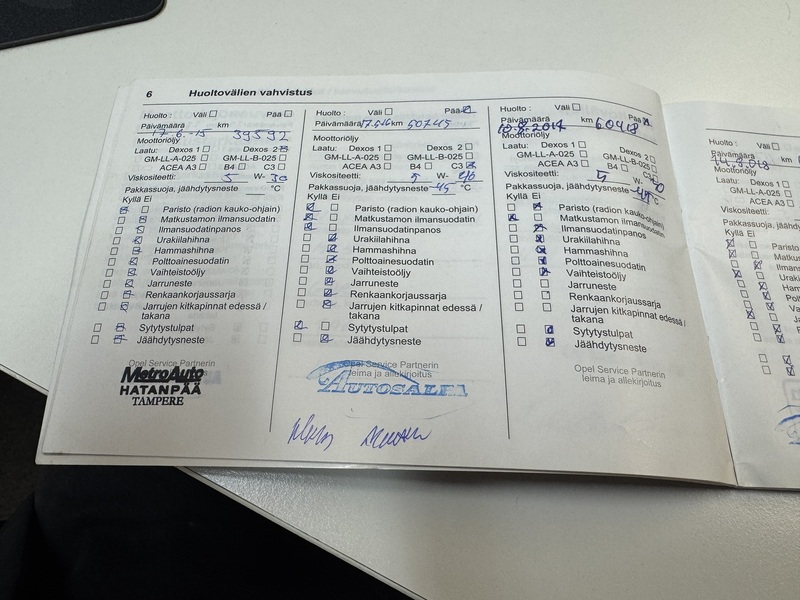 6 Huoltovälien vahvistus
Huolto : Väli Pää
Päivämäärä 17.6.-15 km 39592
Moottoriöljy
Laatu: Dexos 1 Dexos 2
GM-LL-A-025 GM-LL-B-025
ACEA A3 B4 C3
Viskositeetti: 5 W- 30
Pakkassuoja, jäähdytysneste °C
Kyllä Ei
Paristo (radion kauko-ohjain)
Matkustamon ilmansuodatin
Ilmansuodatinpanos
Urakiilahihna
Hammashihna
Polttoainesuodatin
Vaihteistoöljy
Jarruneste
Renkaankorjaussarja
Jarrujen kitkapinnat edessä /
takana
Sytytystulpat
Jäähdytysneste
Opel Service Partnerin
MetroAuto
HATANPÄÄ
TAMPERE
Huolto : Väli Pää
Päivämäärä km 50745
Moottoriöljy
Laatu: Dexos 1 Dexos 2
GM-LL-A-025 GM-LL-B-025
ACEA A3 B4 C3
Viskositeetti: 5 W-
Pakkassuoja, jäähdytysneste -45 °C
Kyllä Ei
Paristo (radion kauko-ohjain)
Matkustamon ilmansuodatin
Ilmansuodatinpanos
Urakiilahihna
Hammashihna
Polttoainesuodatin
Vaihteistoöljy
Jarruneste
Renkaankorjaussarja
Jarrujen kitkapinnat edessä /
takana
Sytytystulpat
Jäähdytysneste
Opel Service Partnerin
leima ja allekirjoitus
AUTOSALPA
Huolto : Väli Pää
Päivämäärä km 60418
Moottoriöljy
Laatu: Dexos 1 Dexos 2
GM-LL-A-025 GM-LL-B-025
ACEA A3 B4 C3
Viskositeetti: 5 W-
Pakkassuoja, jäähdytysneste °C
Kyllä Ei
Paristo (radion kauko-ohjain)
Matkustamon ilmansuodatin
Ilmansuodatinpanos
Urakiilahihna
Hammashihna
Polttoainesuodatin
Vaihteistoöljy
Jarruneste
Renkaankorjaussarja
Jarrujen kitkapinnat edessä /
takana
Sytytystulpat
Jäähdytysneste
Opel Service Partnerin
leima ja allekirjoitus
Huolto : Väli
Päivämäärä km
Moottoriöljy
Laatu: Dexos 1
GM-LL-A-025
ACEA A3
Viskositeetti:
Pakkassuoja, jäähdy
Kyllä Ei